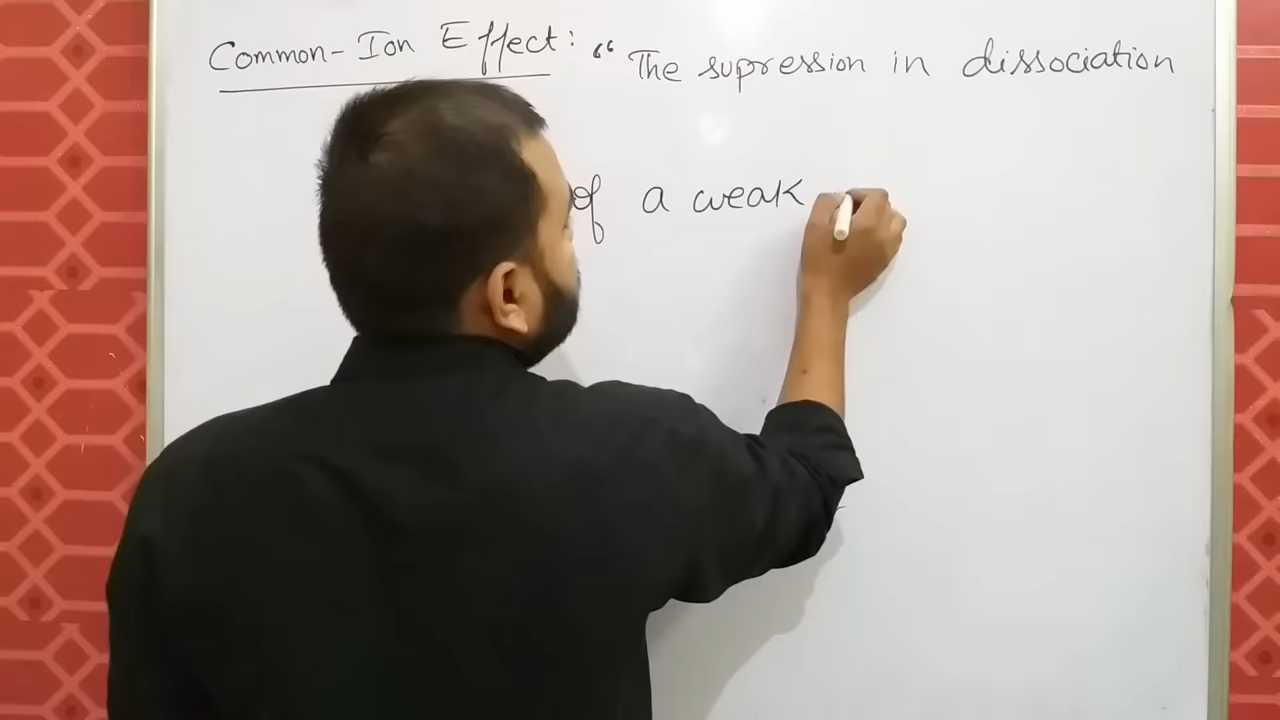 Common-Ion Effect: “ The supression in dissociation
of a weak